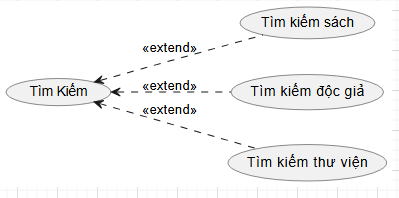 Tìm kiếm sách
«extend»
Tìm Kiếm
«extend»
Tìm kiếm độc giả
«extend»
Tìm kiếm thư viện